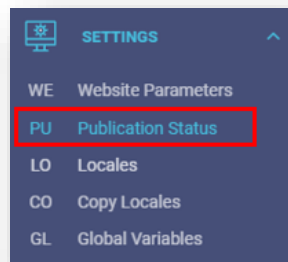 SETTINGS
WE Website Parameters
PU Publication Status
LO Locales
CO Copy Locales
GL Global Variables